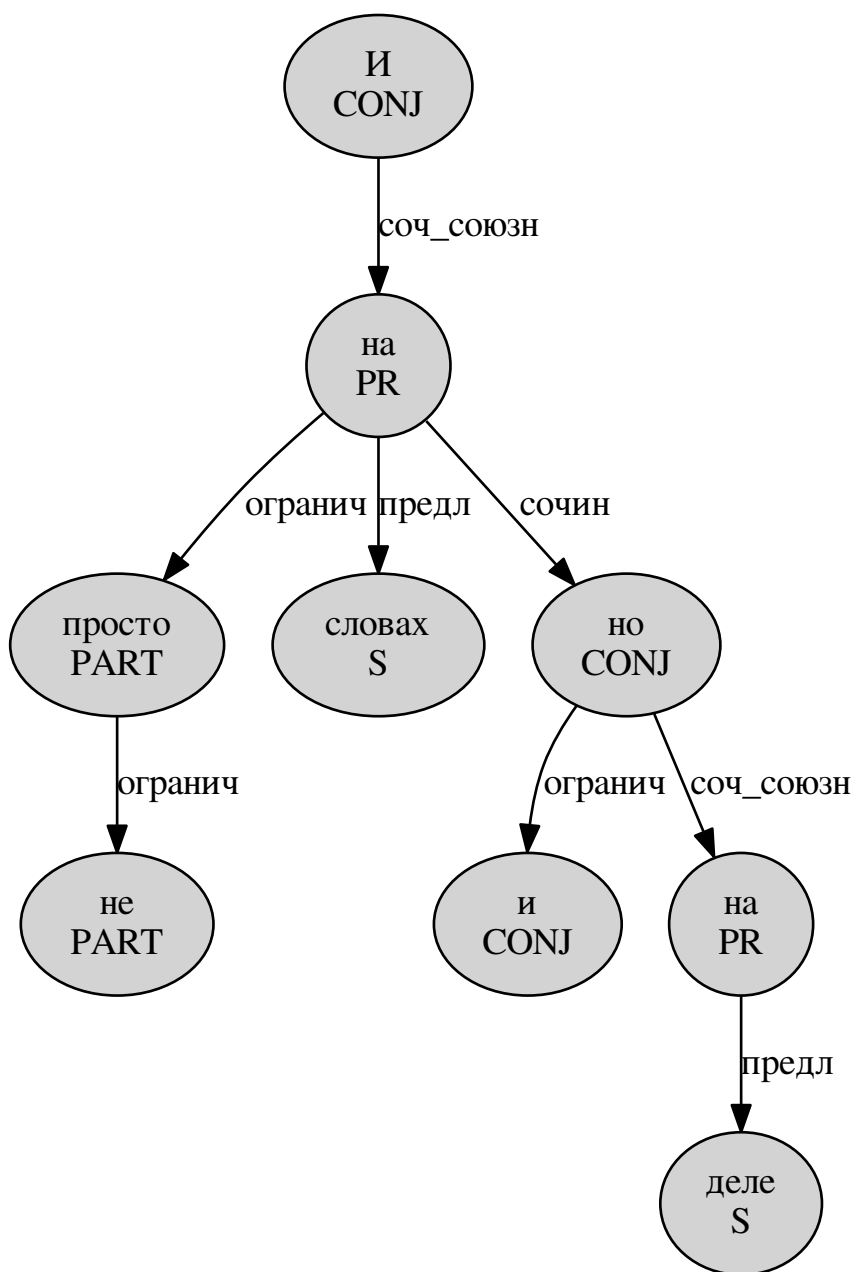 И
CONJ
соч_союзн
на
PR
огранич
предл
сочин
просто
PART
словах
S
но
CONJ
огранич
огранич
соч_союзн
не
PART
и
CONJ
на
PR
предл
деле
S